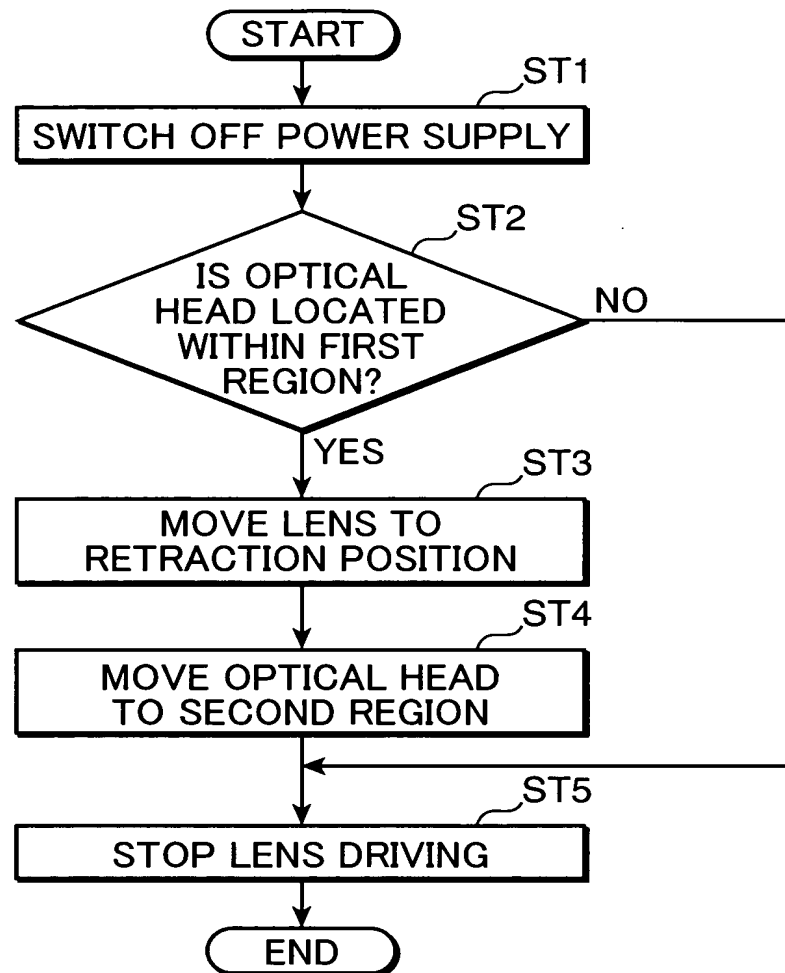 START
ST1
SWITCH OFF POWER SUPPLY
ST2
IS OPTICAL
HEAD LOCATED
WITHIN FIRST
REGION?
NO
YES
ST3
MOVE LENS TO
RETRACTION POSITION
ST4
MOVE OPTICAL HEAD
TO SECOND REGION
ST5
STOP LENS DRIVING
END